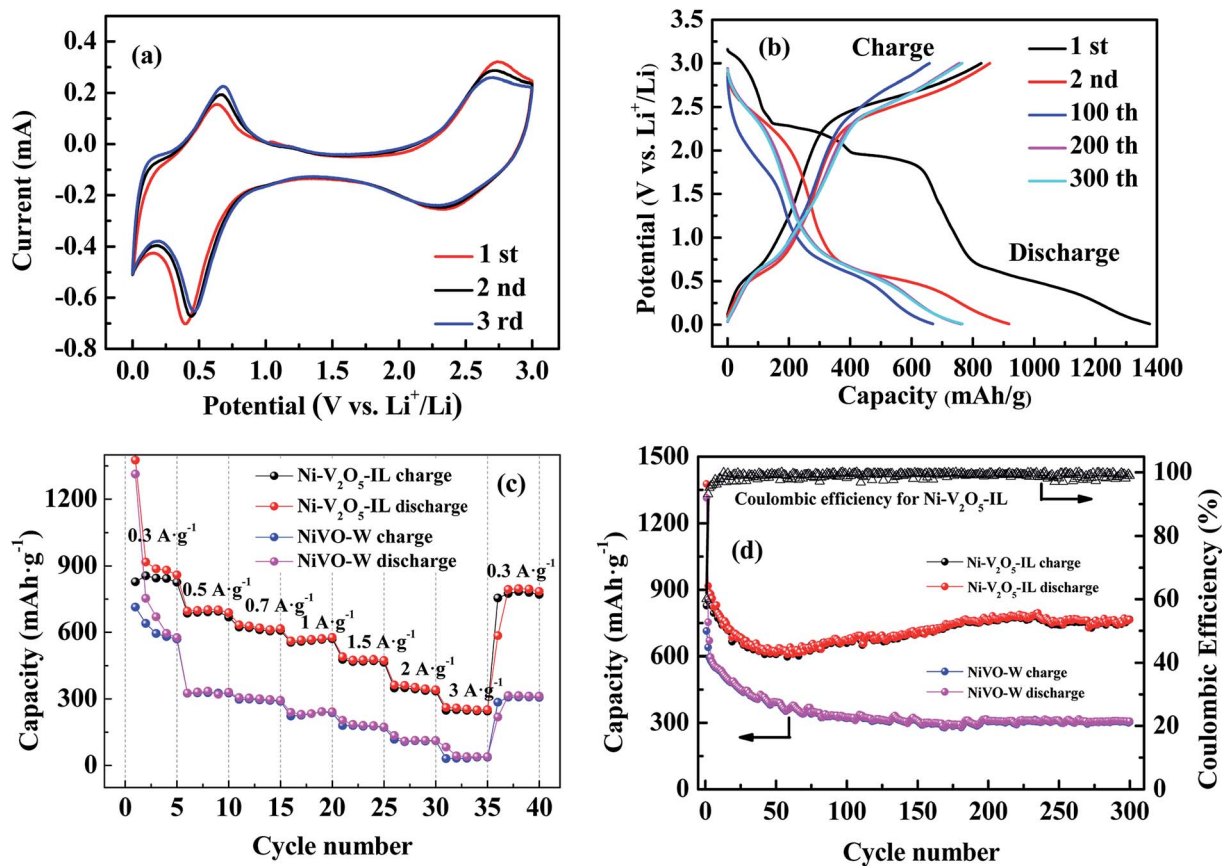 (a)
0.4
0.2
0.0
-0.2
-0.4
-0.6
-0.8
Current (mA)
1 st
2 nd
3 rd
0.0 0.5 1.0 1.5 2.0 2.5 3.0
Potential (V vs. Li⁺/Li)
(b)
Charge
Discharge
1 st
2 nd
100 th
200 th
300 th
3.5
3.0
2.5
2.0
1.5
1.0
0.5
0.0
Potential (V vs. Li⁺/Li)
0 200 400 600 800 1000 1200 1400
Capacity (mAh/g)
(c)
Ni-V₂O₅-IL charge
Ni-V₂O₅-IL discharge
NiVO-W charge
NiVO-W discharge
1200
900
600
300
0
Capacity (mAh·g⁻¹)
0.3 A·g⁻¹
0.5 A·g⁻¹
0.7 A·g⁻¹
1 A·g⁻¹
1.5 A·g⁻¹
2 A·g⁻¹
3 A·g⁻¹
0.3 A·g⁻¹
0 5 10 15 20 25 30 35 40
Cycle number
1500
1200
900
600
300
0
Capacity (mAh·g⁻¹)
Coulombic efficiency for Ni-V₂O₅-IL
(d)
Ni-V₂O₅-IL charge
Ni-V₂O₅-IL discharge
NiVO-W charge
NiVO-W discharge
100
80
60
40
20
0
Coulombic Efficiency (%)
0 50 100 150 200 250 300
Cycle number